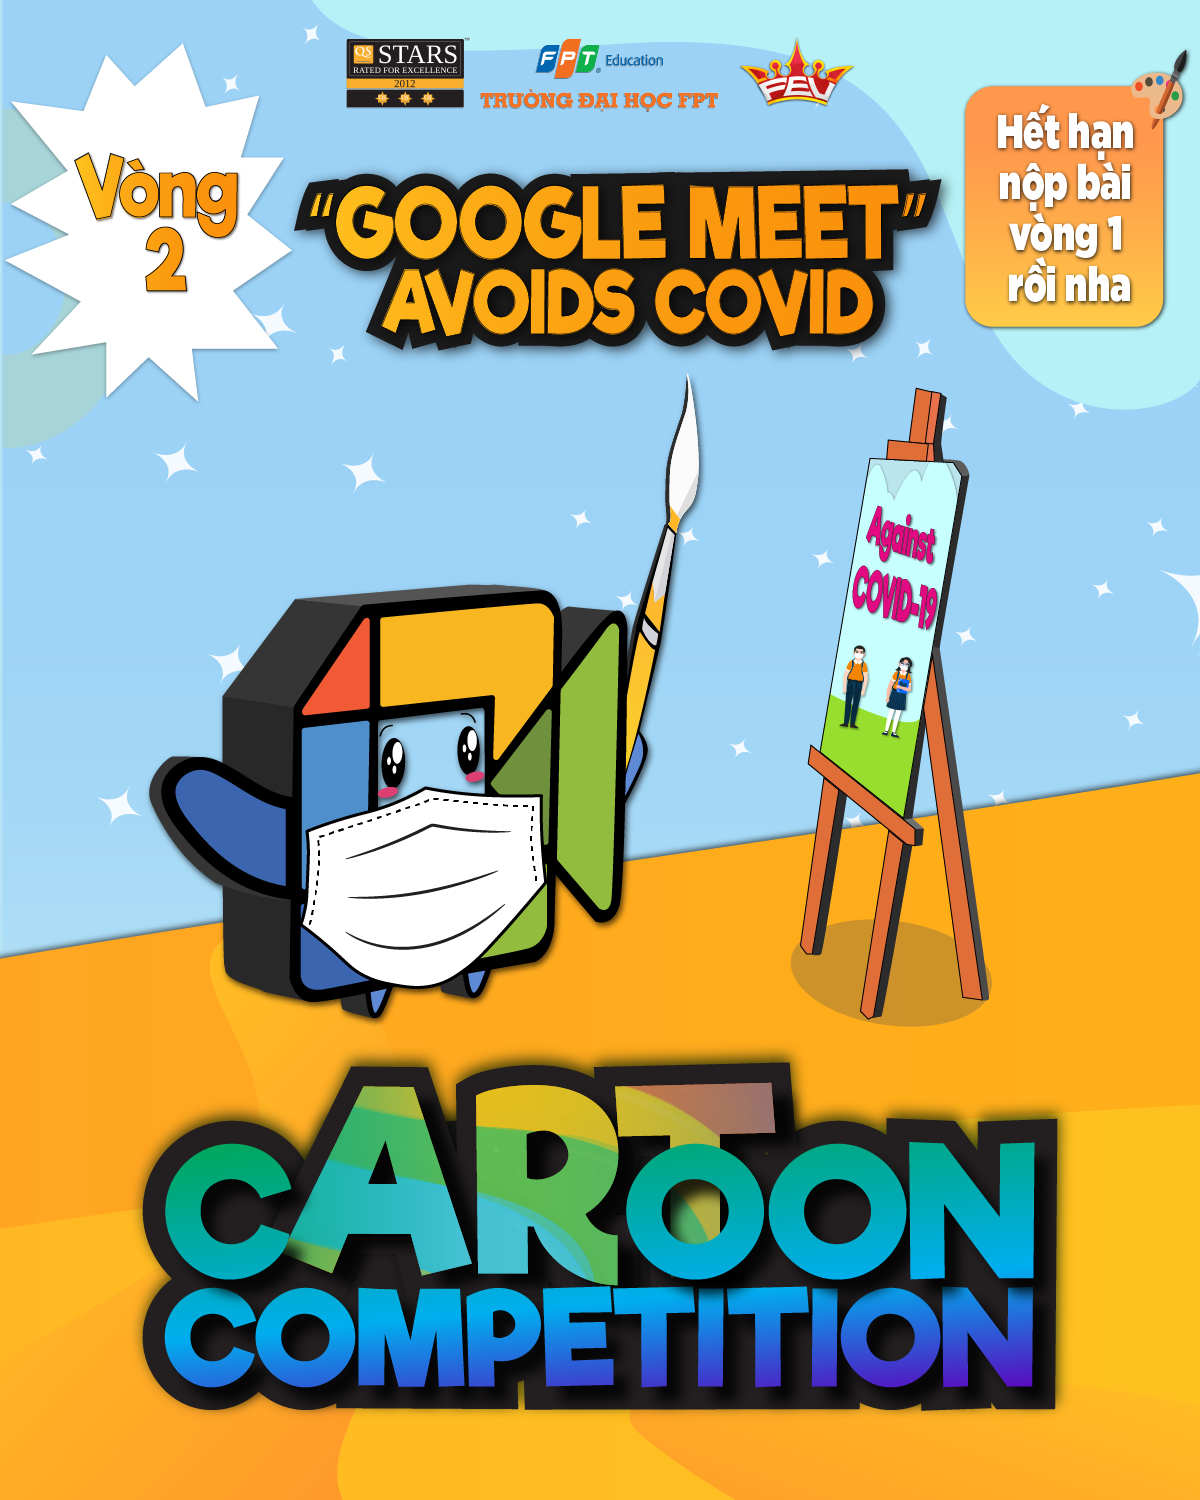 QS STARS™
RATED FOR EXCELLENCE
2012
FPT® Education
TRƯỜNG ĐẠI HỌC FPT
FEV
Vòng
2
"GOOGLE MEET"
AVOIDS COVID
Hết hạn
nộp bài
vòng 1
rồi nha
Against
COVID-19
CARTOON
COMPETITION